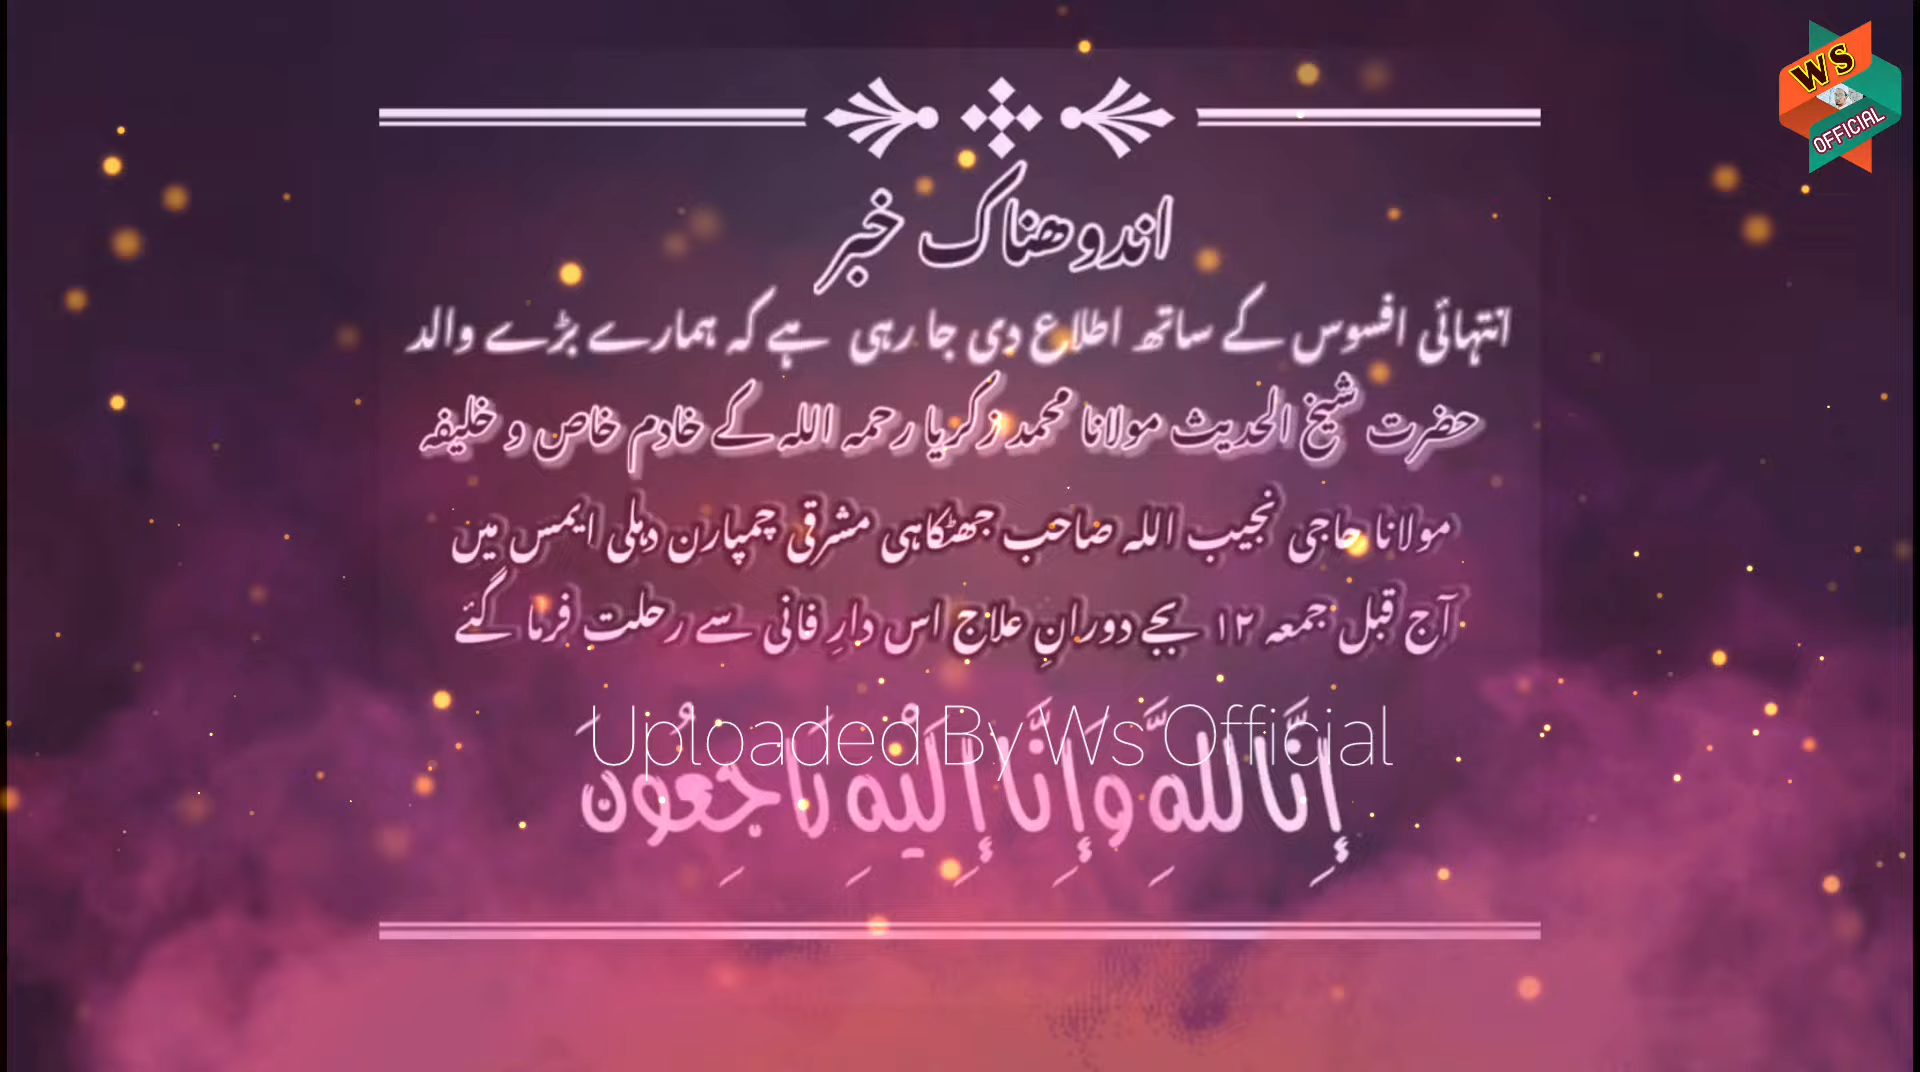 WS
OFFICIAL
اندوهناک خبر
انتہائی افسوس کے ساتھ اطلاع دی جا رہی ہے کہ ہمارے بڑے والد
حضرت شیخ الحدیث مولانا محمد زکریا رحمہ اللہ کے خادم خاص و خلیفہ
مولانا حاجی نجیب اللہ صاحب جھٹکاہی مشرقی چمپارن دہلی ایمس میں
آج قبل جمعہ ۱۲ بجے دورانِ علاج اس دارِ فانی سے رحلت فرما گئے
Uploaded By Ws Official
إِنَّا لِلَّهِ وَإِنَّا إِلَيْهِ رَاجِعُونَ